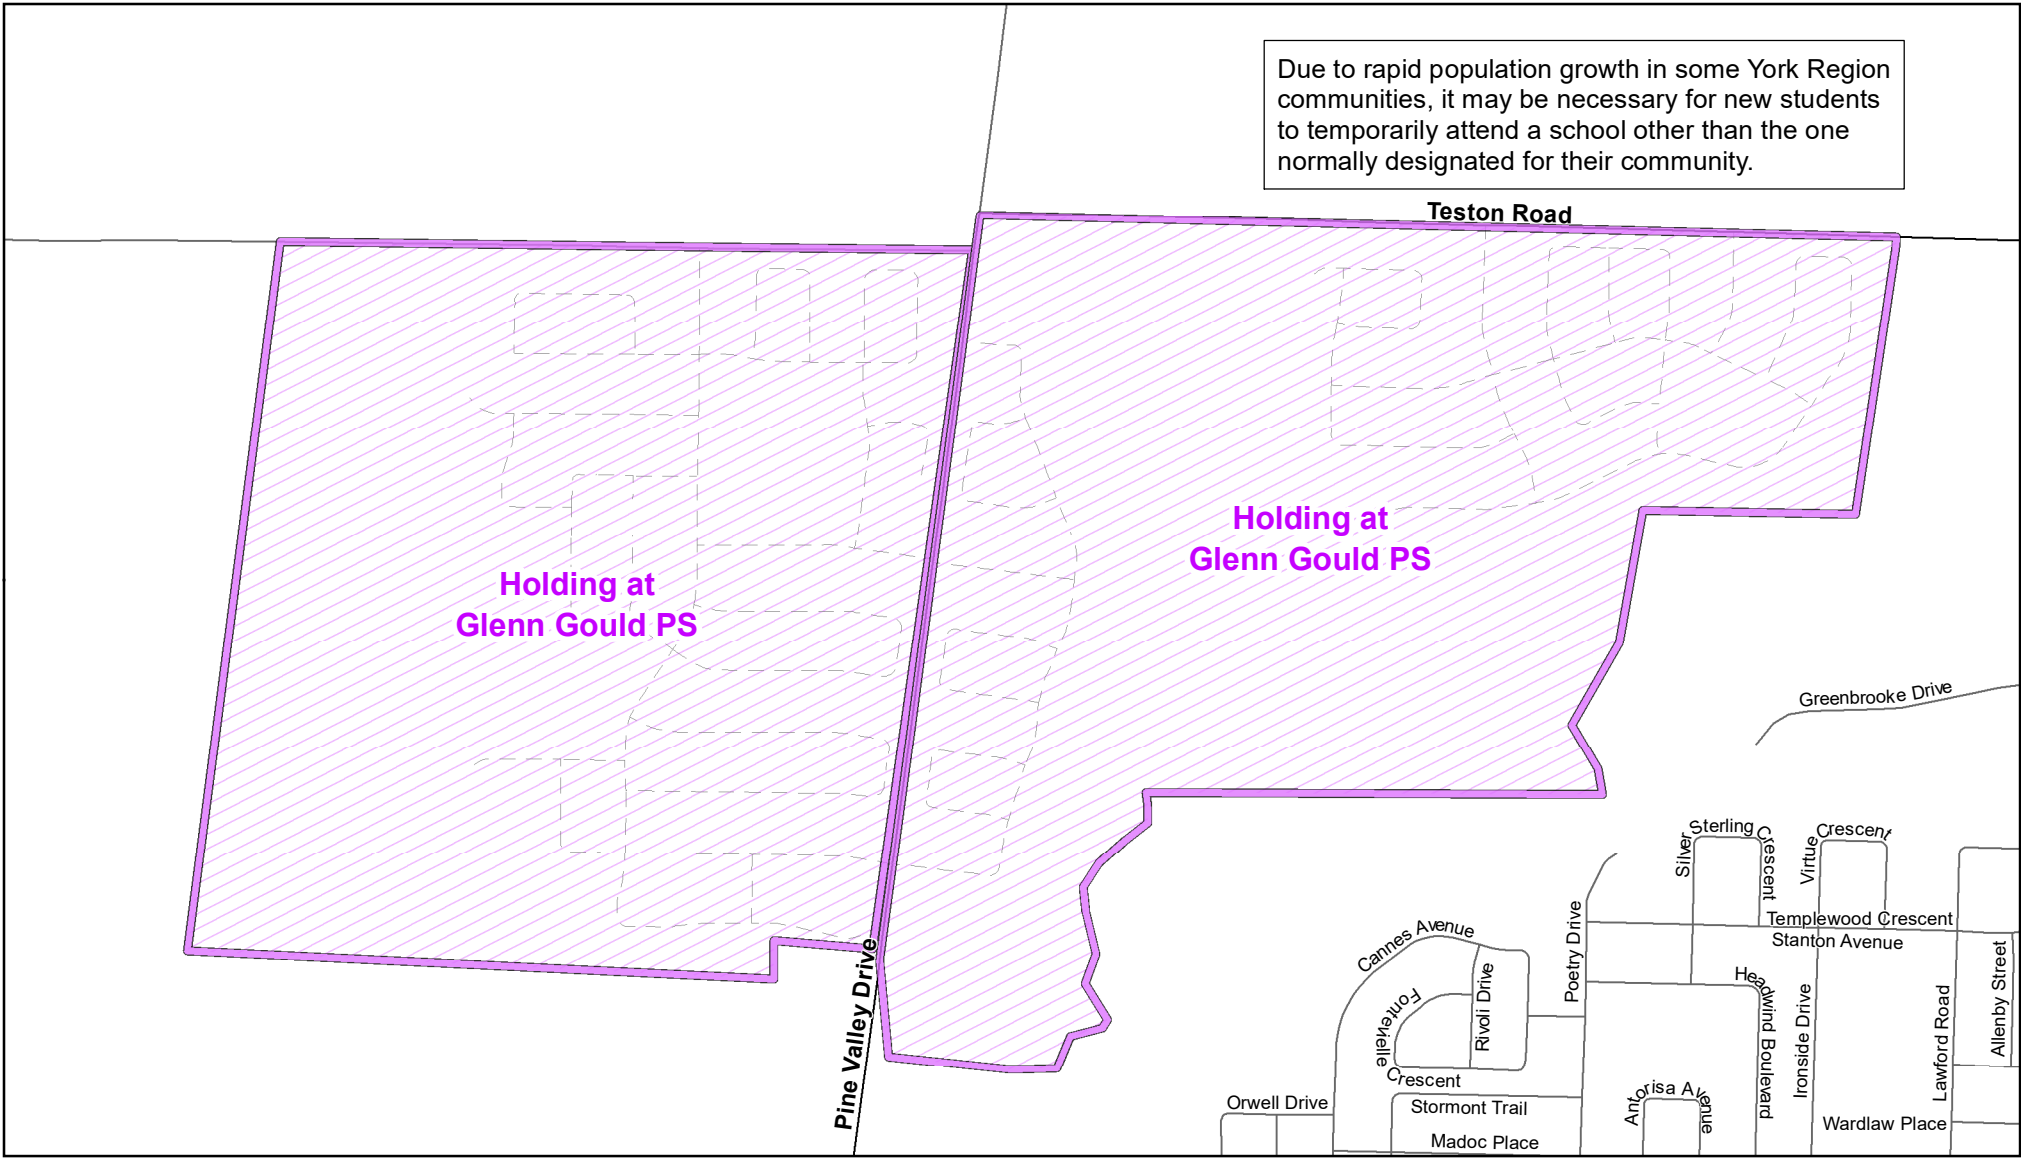 Due to rapid population growth in some York Region
communities, it may be necessary for new students
to temporarily attend a school other than the one
normally designated for their community.
Teston Road
Holding at
Glenn Gould PS
Holding at
Glenn Gould PS
Pine Valley Drive
Greenbrooke Drive
Silver
Sterling
Crescent
Virtue
Crescent
Templewood Crescent
Stanton Avenue
Cannes Avenue
Poetry Drive
Fontevielle
Crescent
Rivoli Drive
Headwind Boulevard
Ironside Drive
Lawford Road
Allenby Street
Orwell Drive
Stormont Trail
Antorisa Avenue
Wardlaw Place
Madoc Place